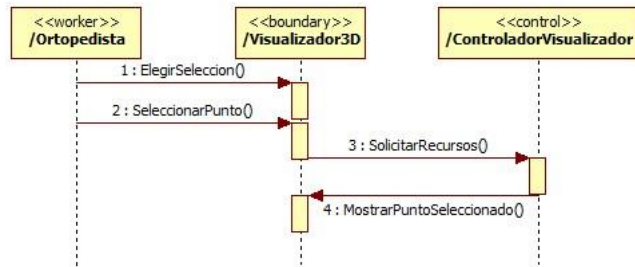 <<worker>>
/Ortopedista
<<boundary>>
/Visualizador3D
<<control>>
/ControladorVisualizador
1 : ElegirSeleccion()
2 : SeleccionarPunto()
3 : SolicitarRecursos()
4 : MostrarPuntoSeleccionado()